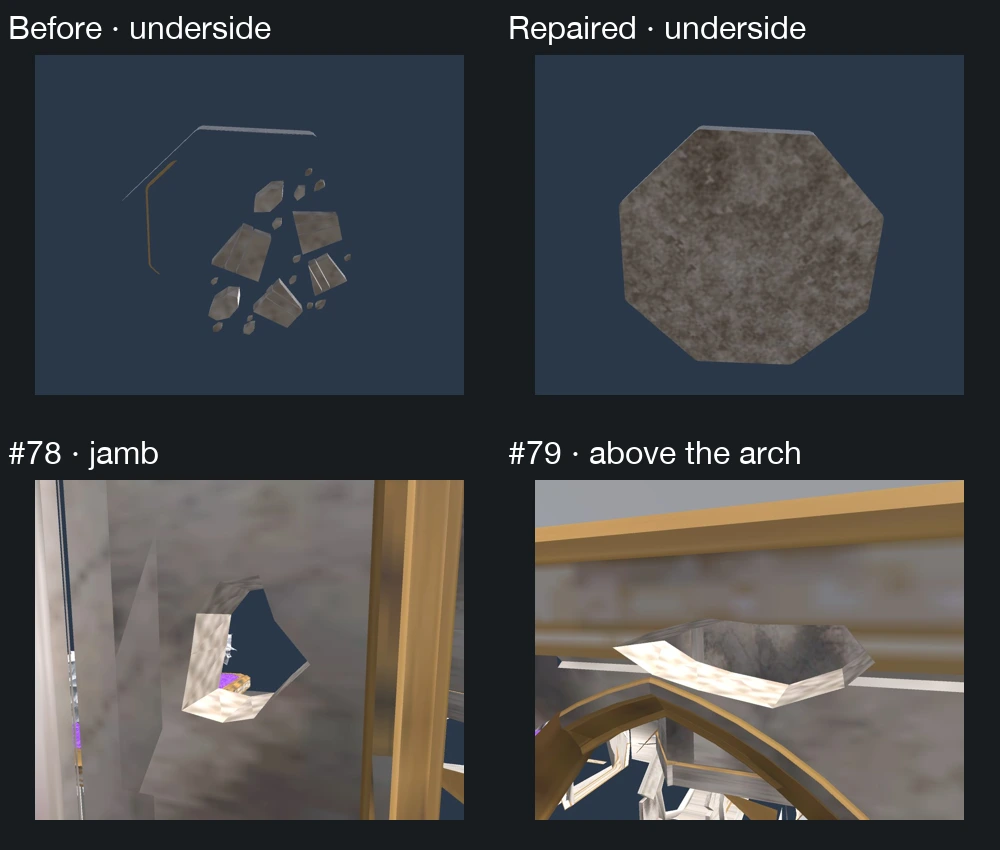 Before · underside
Repaired · underside
#78 · jamb
#79 · above the arch